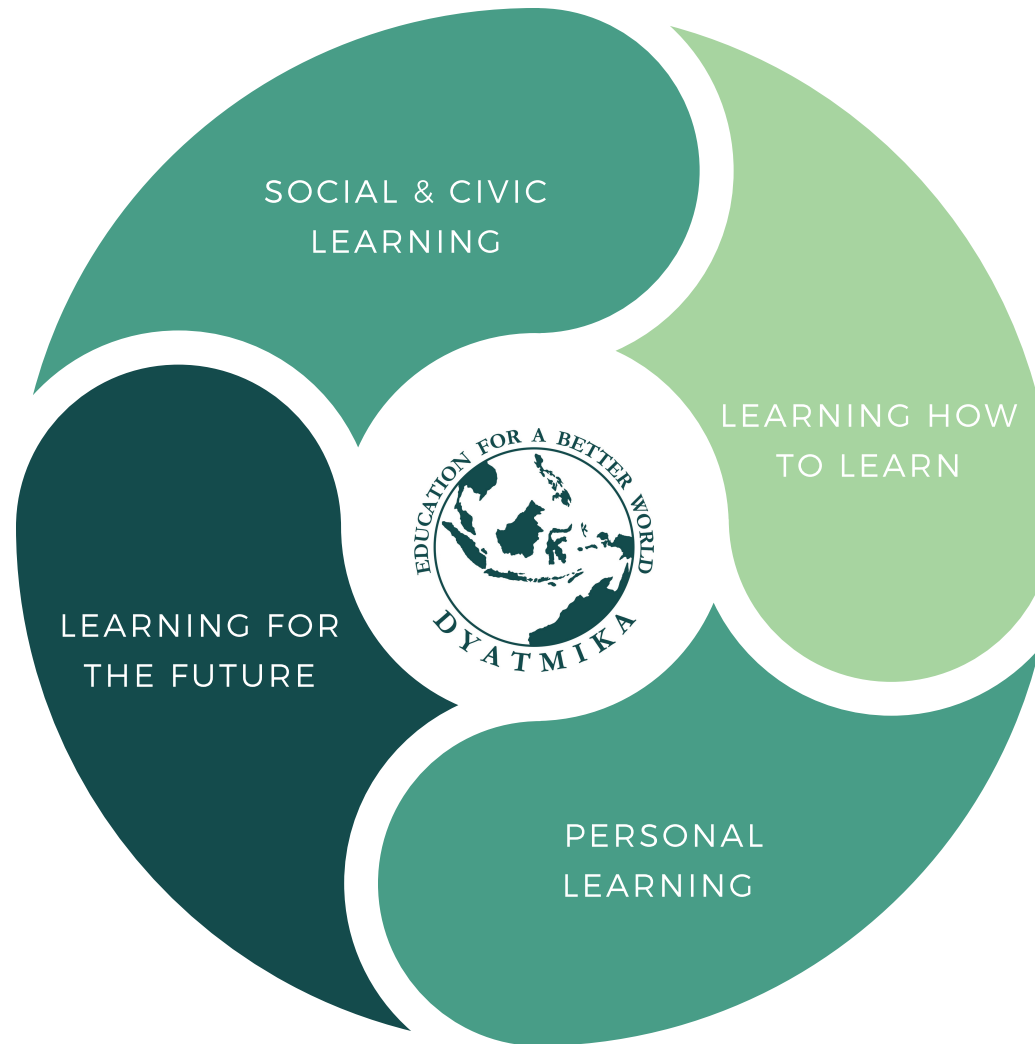 SOCIAL & CIVIC
LEARNING
LEARNING HOW
TO LEARN
EDUCATION FOR A BETTER WORLD
DYATMIKA
LEARNING FOR
THE FUTURE
PERSONAL
LEARNING